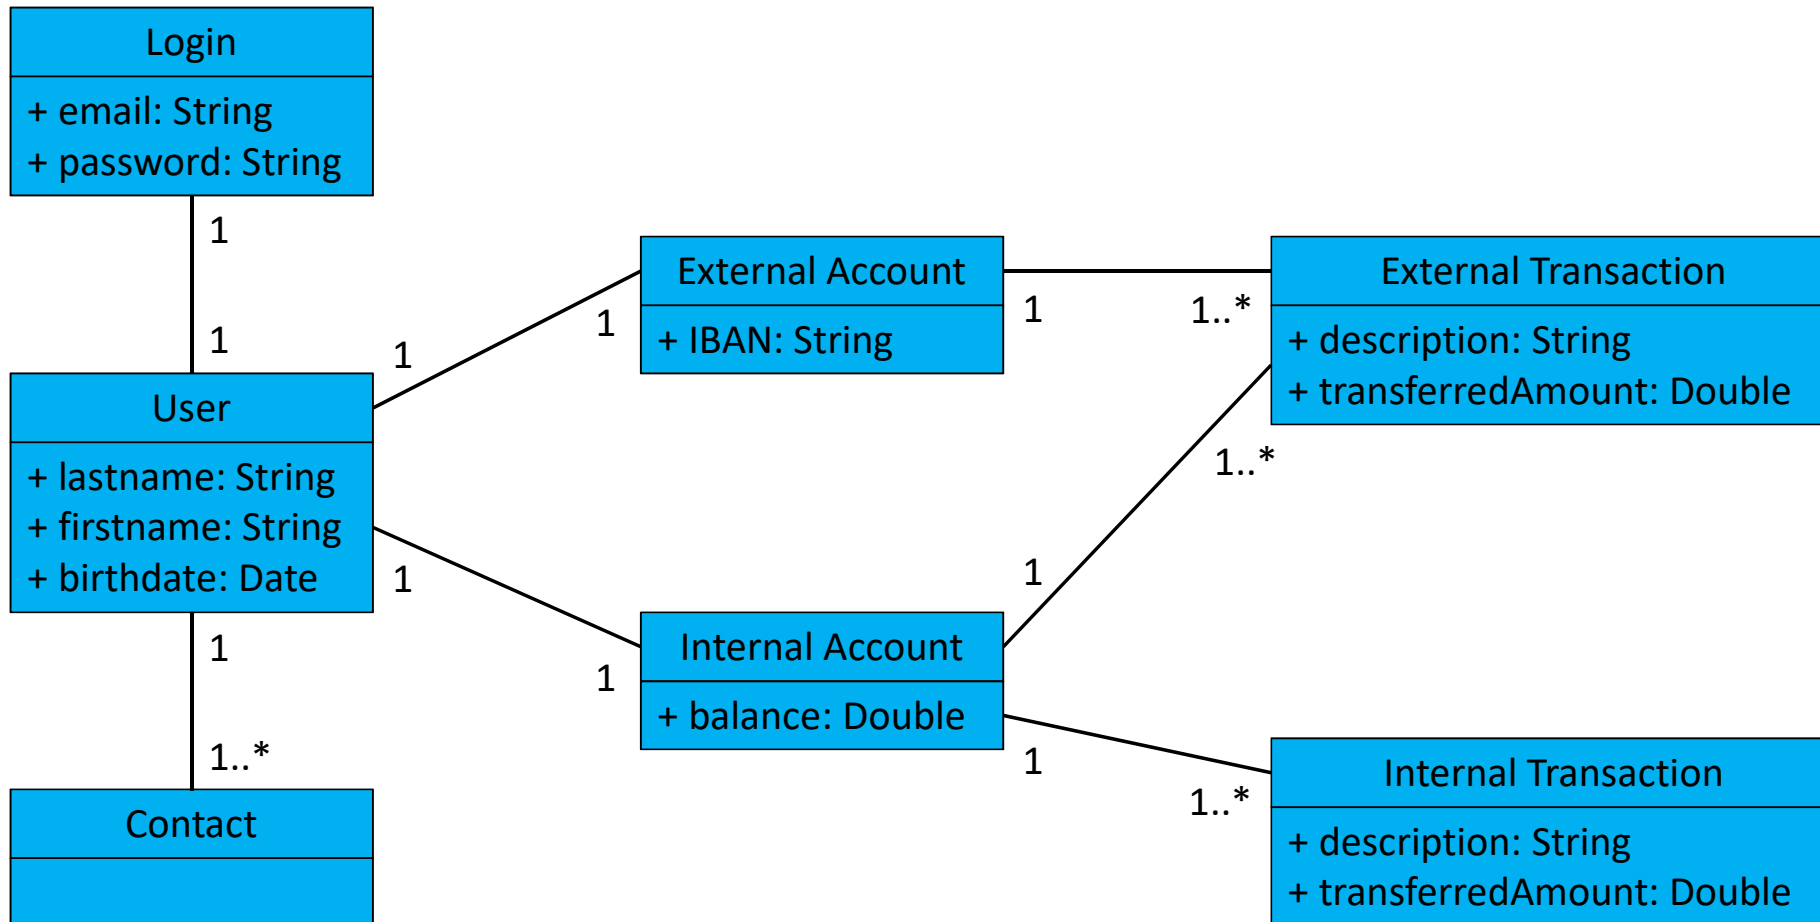 Login
+ email: String
+ password: String
1
1
User
+ lastname: String
+ firstname: String
+ birthdate: Date
1
1..*
Contact
1
1
External Account
+ IBAN: String
1
1
Internal Account
+ balance: Double
1
1..*
External Transaction
+ description: String
+ transferredAmount: Double
1..*
1
1
1..*
Internal Transaction
+ description: String
+ transferredAmount: Double